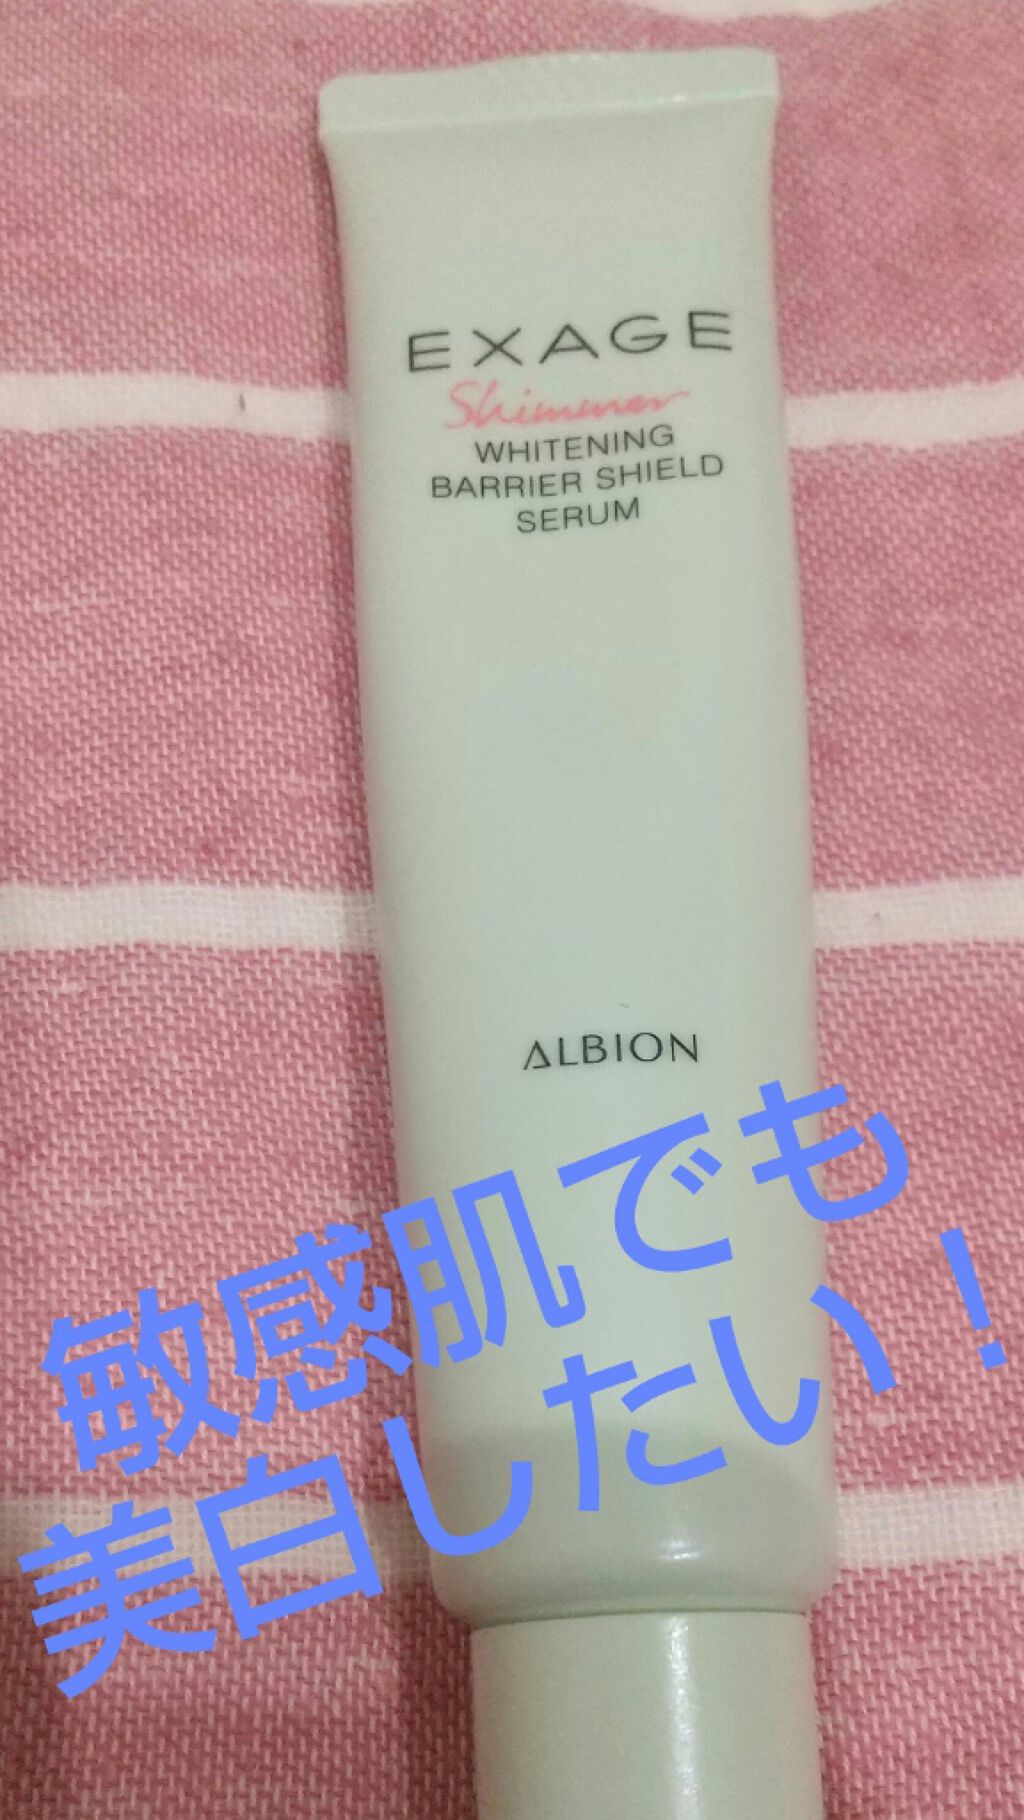 EXAGE
Shimmer
WHITENING
BARRIER SHIELD
SERUM
ALBION
敏感肌でも
美白したい！